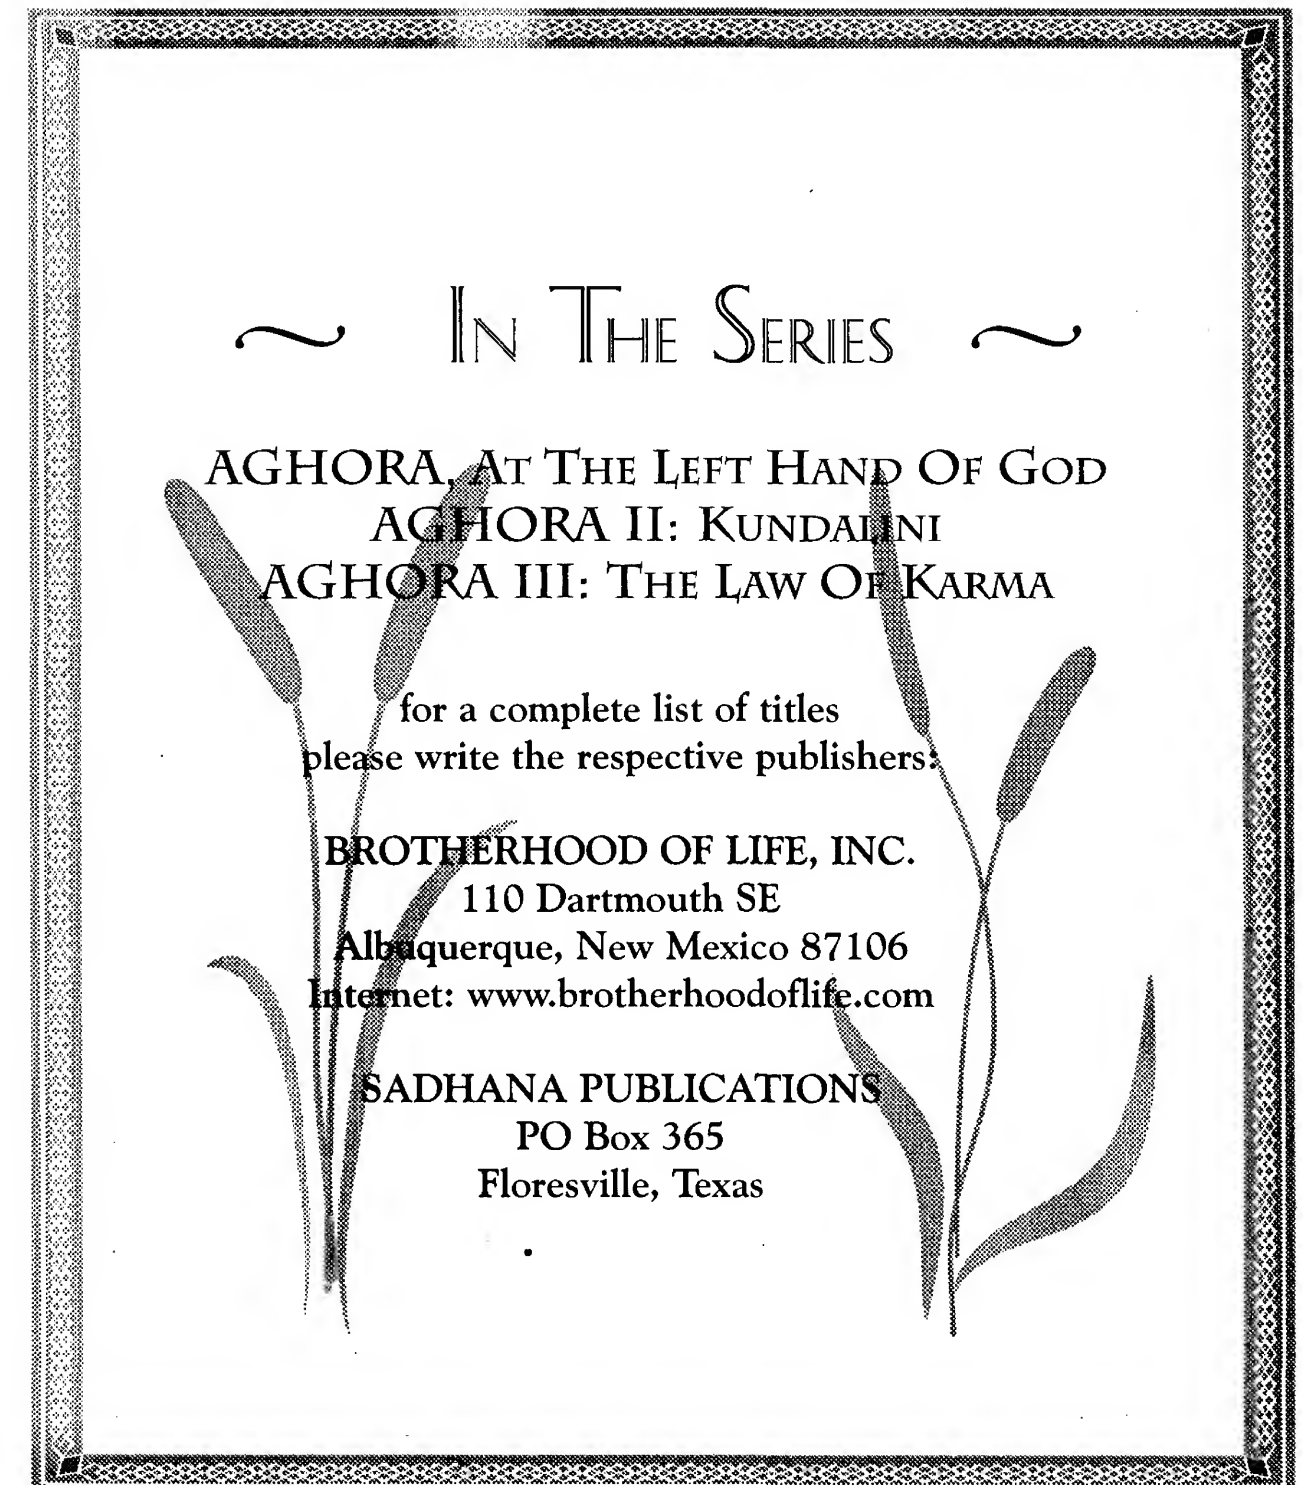 IN THE SERIES
AGHORA, AT THE LEFT HAND OF GOD
AGHORA II: KUNDALINI
AGHORA III: THE LAW OF KARMA
for a complete list of titles
please write the respective publishers:
BROTHERHOOD OF LIFE, INC.
110 Dartmouth SE
Albuquerque, New Mexico 87106
Internet: www.brotherhoodoflife.com
SADHANA PUBLICATIONS
PO Box 365
Floresville, Texas